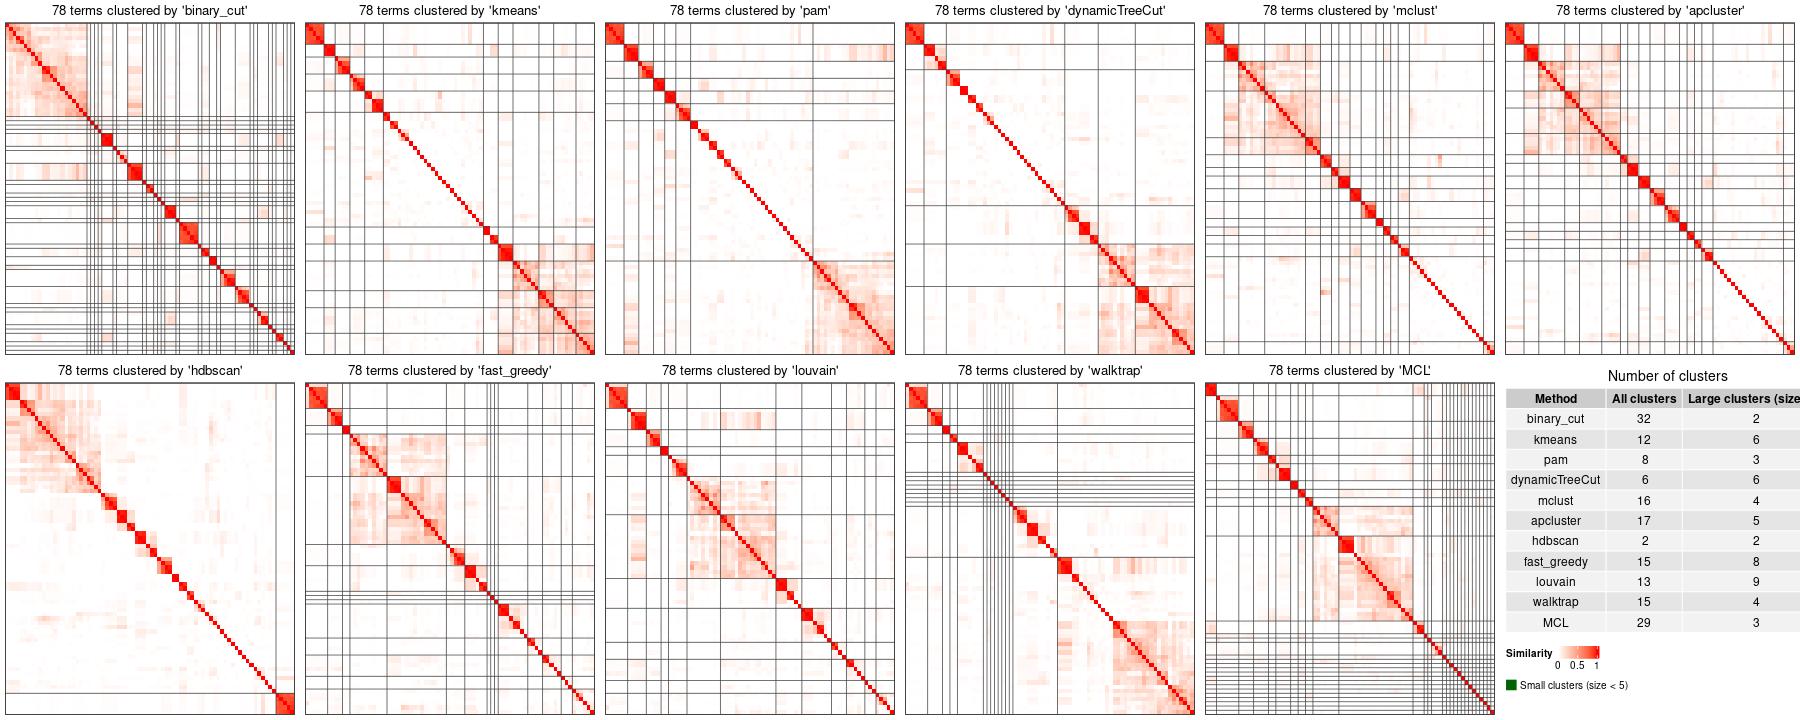 78 terms clustered by 'binary_cut'
78 terms clustered by 'kmeans'
78 terms clustered by 'pam'
78 terms clustered by 'dynamicTreeCut'
78 terms clustered by 'mclust'
78 terms clustered by 'apcluster'
78 terms clustered by 'hdbscan'
78 terms clustered by 'fast_greedy'
78 terms clustered by 'louvain'
78 terms clustered by 'walktrap'
78 terms clustered by 'MCL'
Number of clusters
Method All clusters Large clusters (size
binary_cut 32 2
kmeans 12 6
pam 8 3
dynamicTreeCut 6 6
mclust 16 4
apcluster 17 5
hdbscan 2 2
fast_greedy 15 8
louvain 13 9
walktrap 15 4
MCL 29 3
Similarity
0 0.5 1
Small clusters (size < 5)